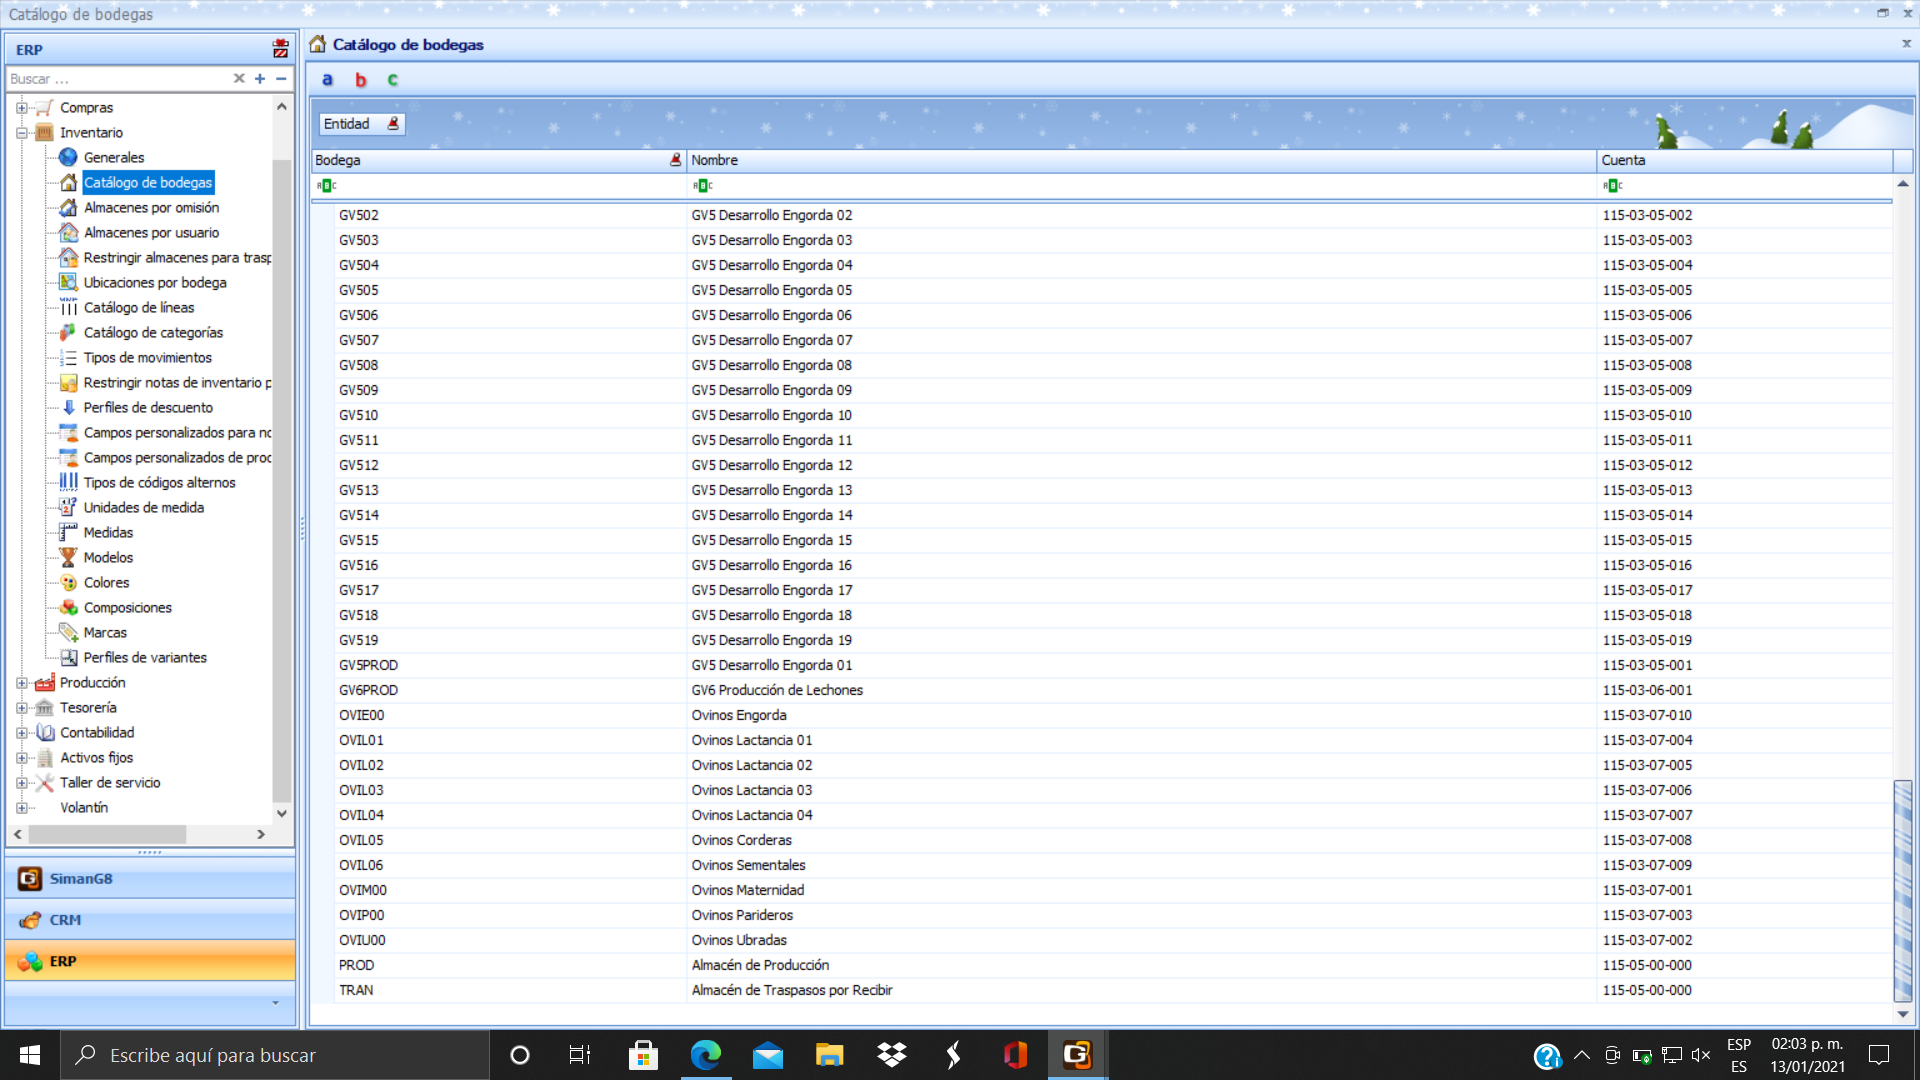 Catálogo de bodegas
ERP
Buscar ...
Compras
Inventario
Generales
Catálogo de bodegas
Almacenes por omisión
Almacenes por usuario
Restringir almacenes para trasp
Ubicaciones por bodega
Catálogo de líneas
Catálogo de categorías
Tipos de movimientos
Restringir notas de inventario p
Perfiles de descuento
Campos personalizados para no
Campos personalizados de proc
Tipos de códigos alternos
Unidades de medida
Medidas
Modelos
Colores
Composiciones
Marcas
Perfiles de variantes
Producción
Tesorería
Contabilidad
Activos fijos
Taller de servicio
Volantín
SimanG8
CRM
ERP
Catálogo de bodegas
a b c
Entidad
Bodega Nombre Cuenta
ABC ABC ABC
GV502 GV5 Desarrollo Engorda 02 115-03-05-002
GV503 GV5 Desarrollo Engorda 03 115-03-05-003
GV504 GV5 Desarrollo Engorda 04 115-03-05-004
GV505 GV5 Desarrollo Engorda 05 115-03-05-005
GV506 GV5 Desarrollo Engorda 06 115-03-05-006
GV507 GV5 Desarrollo Engorda 07 115-03-05-007
GV508 GV5 Desarrollo Engorda 08 115-03-05-008
GV509 GV5 Desarrollo Engorda 09 115-03-05-009
GV510 GV5 Desarrollo Engorda 10 115-03-05-010
GV511 GV5 Desarrollo Engorda 11 115-03-05-011
GV512 GV5 Desarrollo Engorda 12 115-03-05-012
GV513 GV5 Desarrollo Engorda 13 115-03-05-013
GV514 GV5 Desarrollo Engorda 14 115-03-05-014
GV515 GV5 Desarrollo Engorda 15 115-03-05-015
GV516 GV5 Desarrollo Engorda 16 115-03-05-016
GV517 GV5 Desarrollo Engorda 17 115-03-05-017
GV518 GV5 Desarrollo Engorda 18 115-03-05-018
GV519 GV5 Desarrollo Engorda 19 115-03-05-019
GV5PROD GV5 Desarrollo Engorda 01 115-03-05-001
GV6PROD GV6 Producción de Lechones 115-03-06-001
OVIE00 Ovinos Engorda 115-03-07-010
OVIL01 Ovinos Lactancia 01 115-03-07-004
OVIL02 Ovinos Lactancia 02 115-03-07-005
OVIL03 Ovinos Lactancia 03 115-03-07-006
OVIL04 Ovinos Lactancia 04 115-03-07-007
OVIL05 Ovinos Corderas 115-03-07-008
OVIL06 Ovinos Sementales 115-03-07-009
OVIM00 Ovinos Maternidad 115-03-07-001
OVIP00 Ovinos Parideros 115-03-07-003
OVIU00 Ovinos Ubradas 115-03-07-002
PROD Almacén de Producción 115-05-00-000
TRAN Almacén de Traspasos por Recibir 115-05-00-000
Escribe aquí para buscar
ESP
ES
02:03 p. m.
13/01/2021